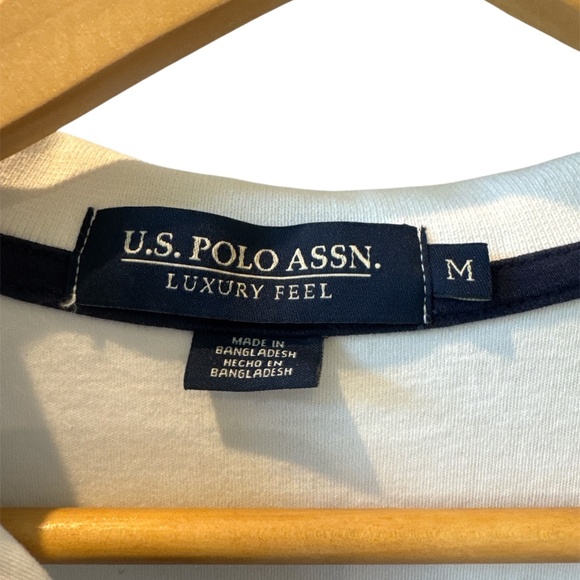 U.S. POLO ASSN.
LUXURY FEEL
M
MADE IN
BANGLADESH
HECHO EN
BANGLADESH